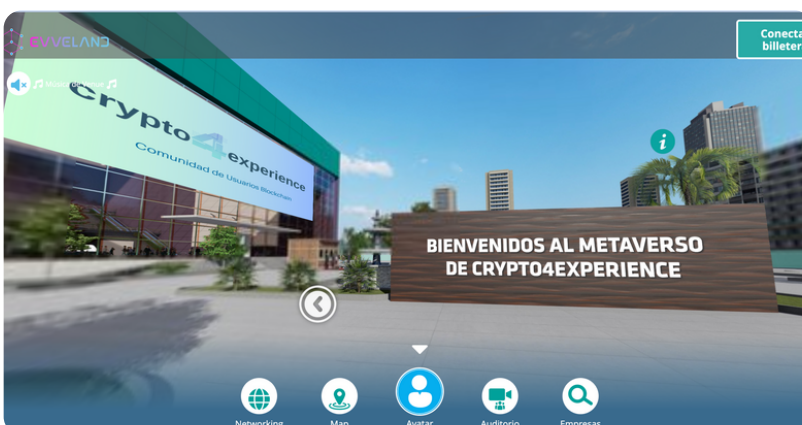 EVVELAND
Conecta
billeter
Crypto4experience
Comunidad de Usuarios Blockchain
i
BIENVENIDOS AL METAVERSO
DE CRYPTO4EXPERIENCE
Networking
Map
Avatar
Auditorio
Empresas